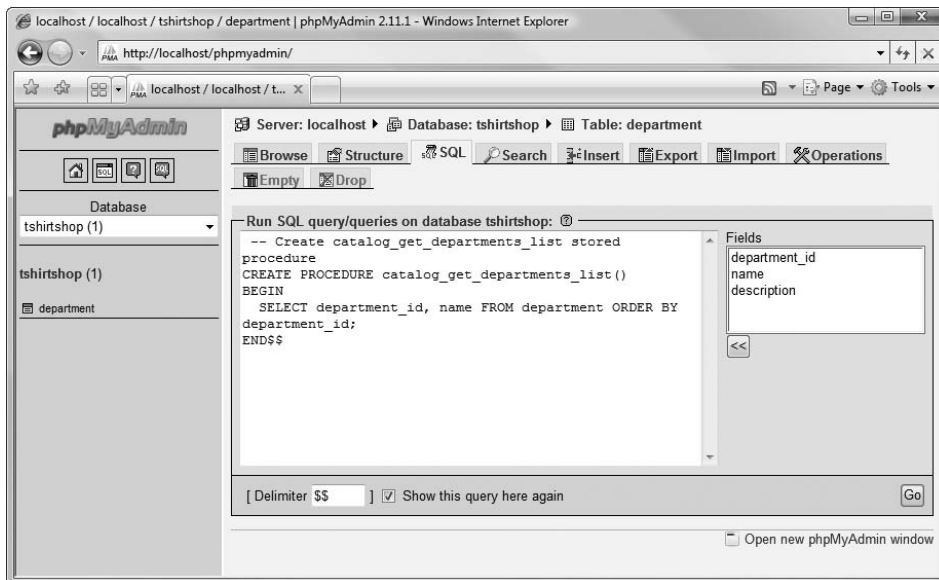 localhost / localhost / tshirtshop / department | phpMyAdmin 2.11.1 - Windows Internet Explorer
PMA http://localhost/phpmyadmin/
PMA localhost / localhost / t... X
Page Tools
phpMyAdmin
SQL
Database
tshirtshop (1)
tshirtshop (1)
department
Server: localhost Database: tshirtshop Table: department
Browse Structure SQL Search Insert Export Import Operations
Empty Drop
Run SQL query/queries on database tshirtshop:
-- Create catalog_get_departments_list stored
procedure
CREATE PROCEDURE catalog_get_departments_list()
BEGIN
SELECT department_id, name FROM department ORDER BY
department_id;
END$$
Fields
department_id
name
description
<<
[ Delimiter $$ ] Show this query here again
Go
Open new phpMyAdmin window